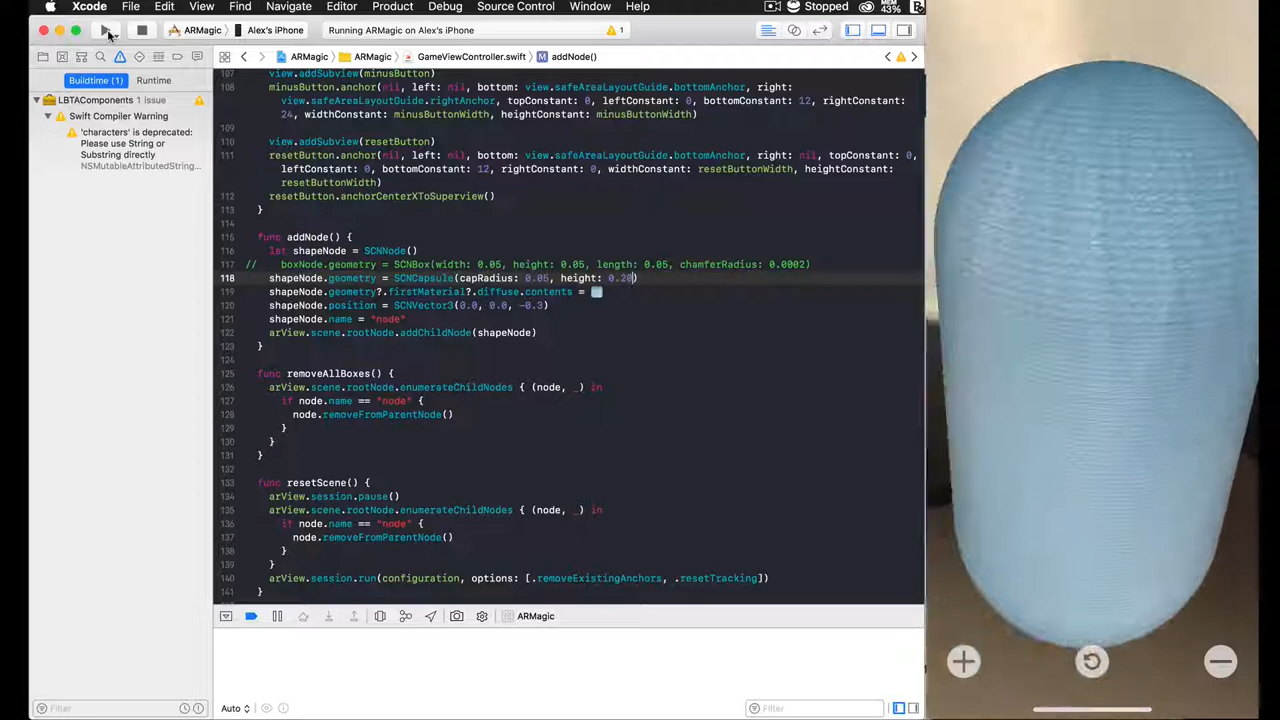 Xcode File Edit View Find Navigate Editor Product Debug Source Control Window Help Stopped MEM 43%
ARMagic Alex's iPhone Running ARMagic on Alex's iPhone 1
ARMagic ARMagic GameViewController.swift M addNode()
Buildtime (1) Runtime
LBTAComponents 1 issue
Swift Compiler Warning
'characters' is deprecated:
Please use String or
Substring directly
NSMutableAttributedString...
107 view.addSubview(minusButton)
108 minusButton.anchor(nil, left: nil, bottom: view.safeAreaLayoutGuide.bottomAnchor, right:
view.safeAreaLayoutGuide.rightAnchor, topConstant: 0, leftConstant: 0, bottomConstant: 12, rightConstant:
24, widthConstant: minusButtonWidth, heightConstant: minusButtonWidth)
109
110 view.addSubview(resetButton)
111 resetButton.anchor(nil, left: nil, bottom: view.safeAreaLayoutGuide.bottomAnchor, right: nil, topConstant: 0,
leftConstant: 0, bottomConstant: 12, rightConstant: 0, widthConstant: resetButtonWidth, heightConstant:
resetButtonWidth)
112 resetButton.anchorCenterXToSuperview()
113 }
114
115 func addNode() {
116 let shapeNode = SCNNode()
117 // boxNode.geometry = SCNBox(width: 0.05, height: 0.05, length: 0.05, chamferRadius: 0.0002)
118 shapeNode.geometry = SCNCapsule(capRadius: 0.05, height: 0.20)
119 shapeNode.geometry?.firstMaterial?.diffuse.contents =
120 shapeNode.position = SCNVector3(0.0, 0.0, -0.3)
121 shapeNode.name = "node"
122 arView.scene.rootNode.addChildNode(shapeNode)
123 }
124
125 func removeAllBoxes() {
126 arView.scene.rootNode.enumerateChildNodes { (node, _) in
127 if node.name == "node" {
128 node.removeFromParentNode()
129 }
130 }
131 }
132
133 func resetScene() {
134 arView.session.pause()
135 arView.scene.rootNode.enumerateChildNodes { (node, _) in
136 if node.name == "node" {
137 node.removeFromParentNode()
138 }
139 }
140 arView.session.run(configuration, options: [.removeExistingAnchors, .resetTracking])
141 }
ARMagic
Filter Auto Filter